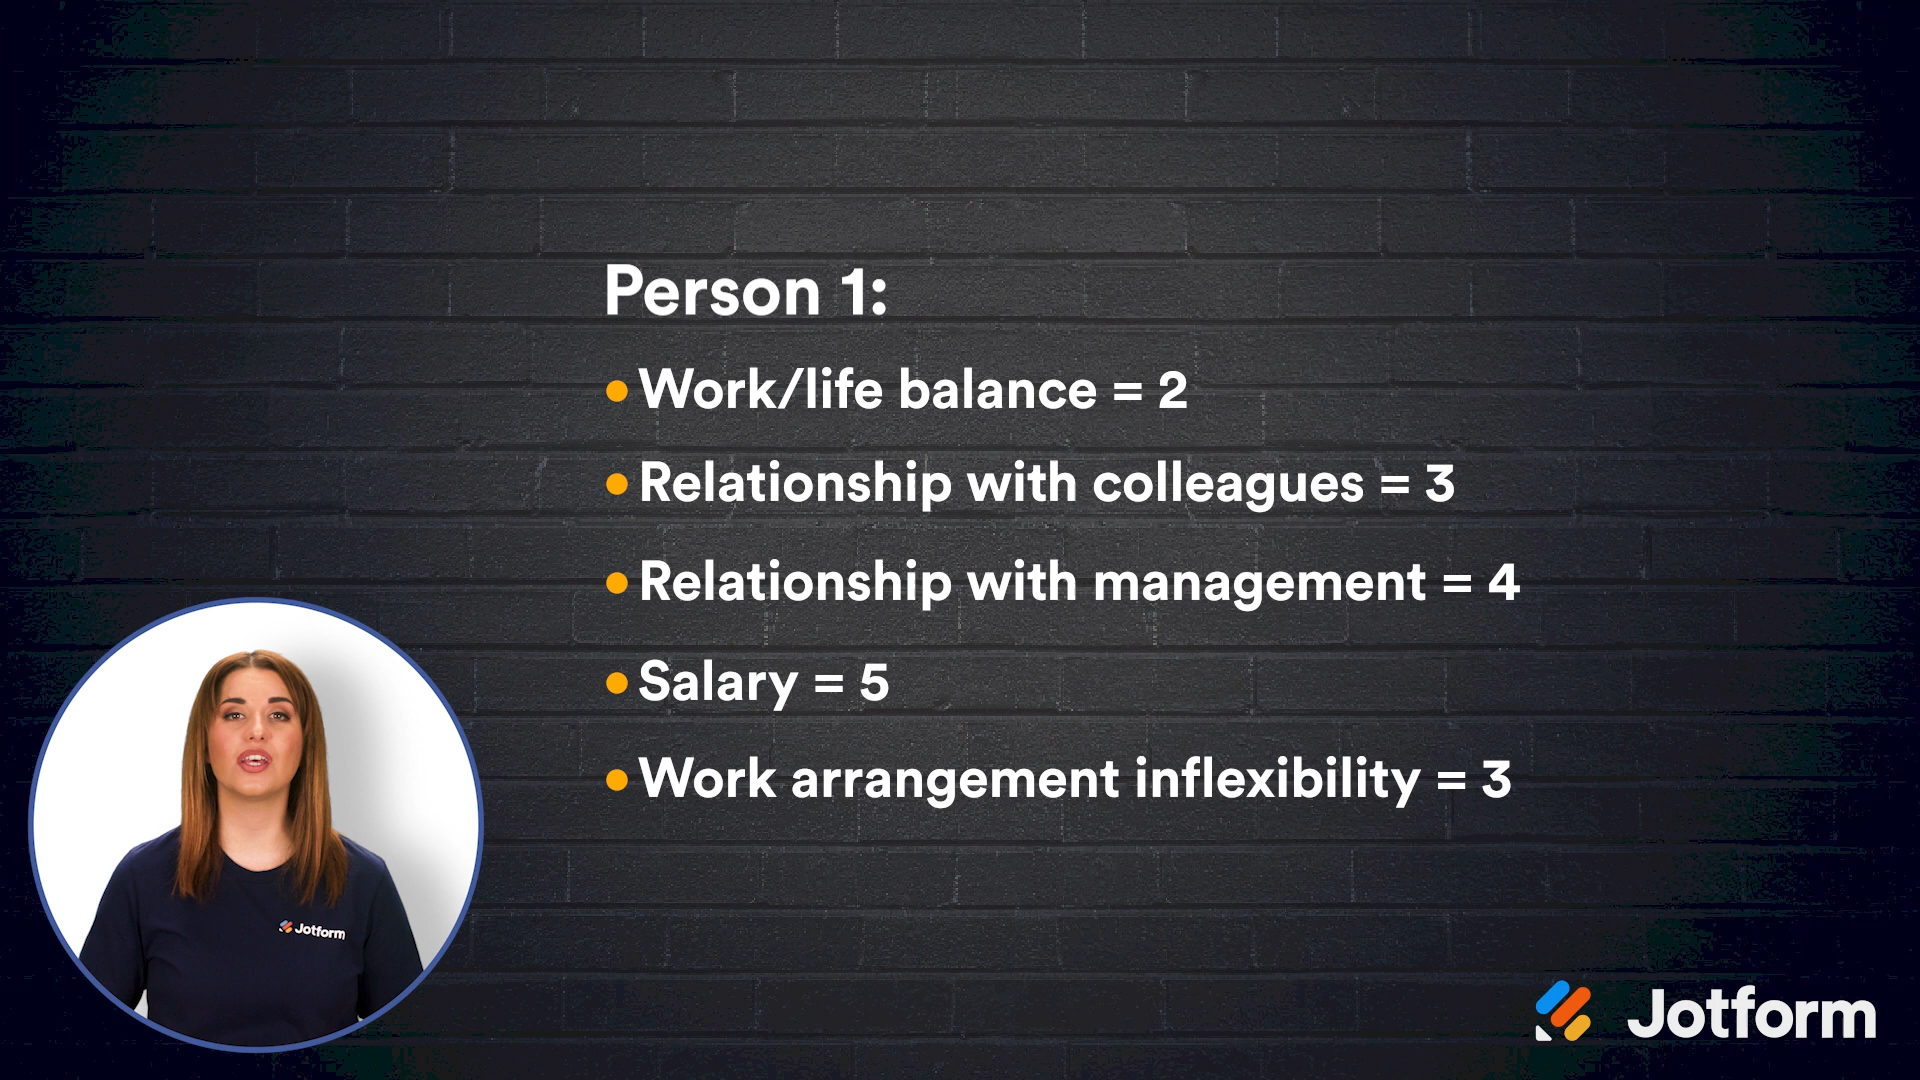 Person 1:
Work/life balance = 2
Relationship with colleagues = 3
Relationship with management = 4
Salary = 5
Work arrangement inflexibility = 3
Jotform
Jotform